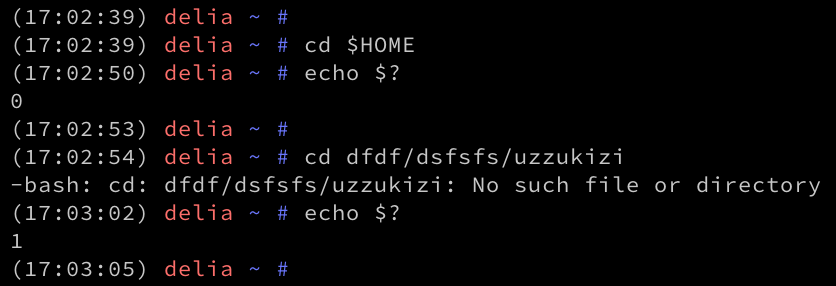 (17:02:39) delia ~ #
(17:02:39) delia ~ # cd $HOME
(17:02:50) delia ~ # echo $?
0
(17:02:53) delia ~ #
(17:02:54) delia ~ # cd dfdf/dsfsfs/uzzukizi
-bash: cd: dfdf/dsfsfs/uzzukizi: No such file or directory
(17:03:02) delia ~ # echo $?
1
(17:03:05) delia ~ #